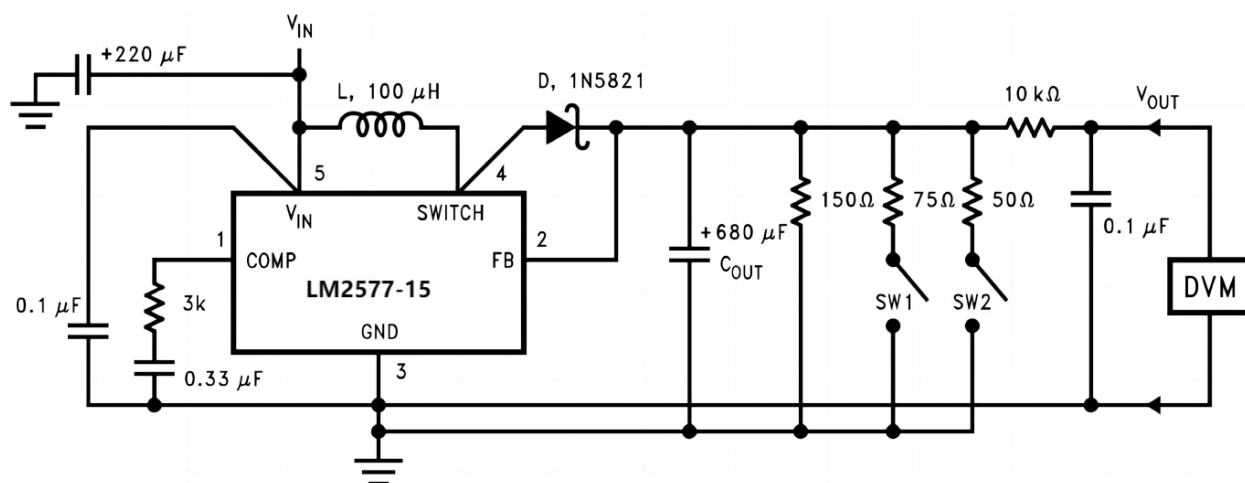 V_IN
+220 μF
L, 100 μH
D, 1N5821
10 kΩ
V_OUT
5
4
V_IN
SWITCH
150Ω
75Ω
50Ω
0.1 μF
1
2
COMP
FB
+680 μF
C_OUT
LM2577-15
3k
0.1 μF
SW1
SW2
DVM
GND
3
0.33 μF